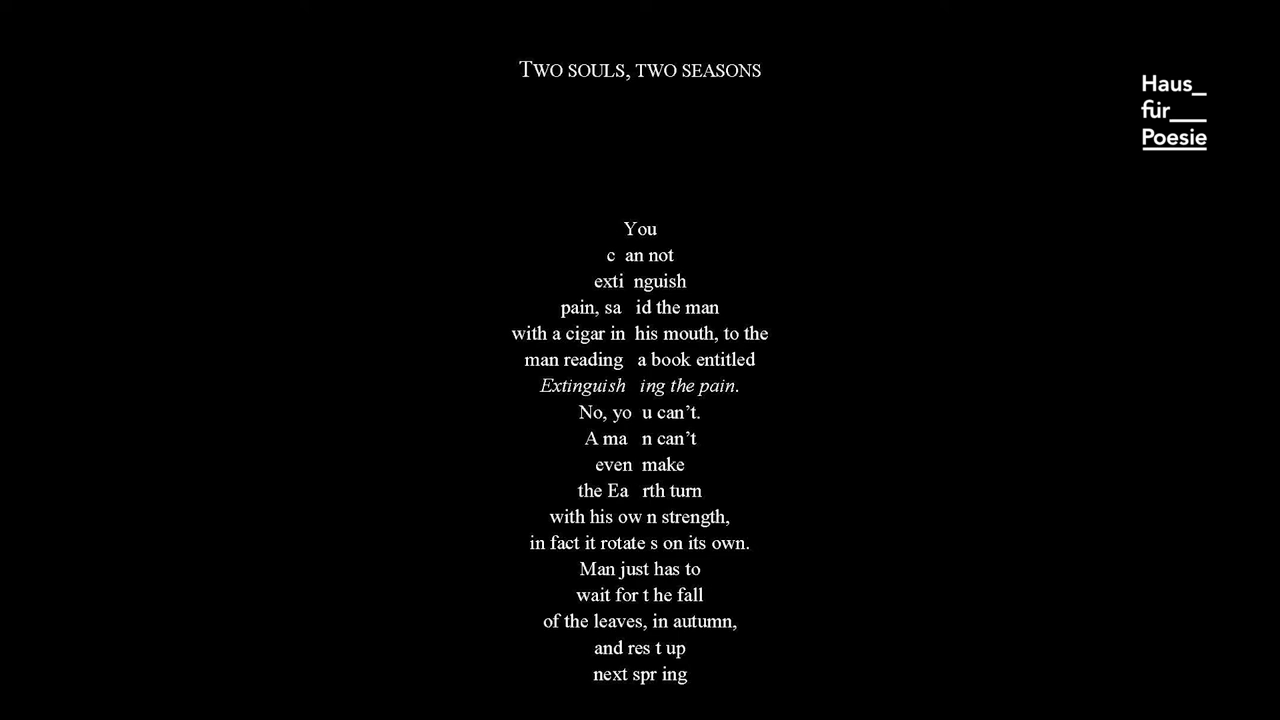 TWO SOULS, TWO SEASONS
Haus_
für___
Poesie
You
c  an not
exti  nguish
pain, sa   id the man
with a cigar in  his mouth, to the
man reading   a book entitled
Extinguish   ing the pain.
No, yo  u can’t.
A ma   n can’t
even  make
the Ea   rth turn
with his ow n strength,
in fact it rotate s on its own.
Man just has to
wait for t he fall
of the leaves, in autumn,
and res t up
next spr ing